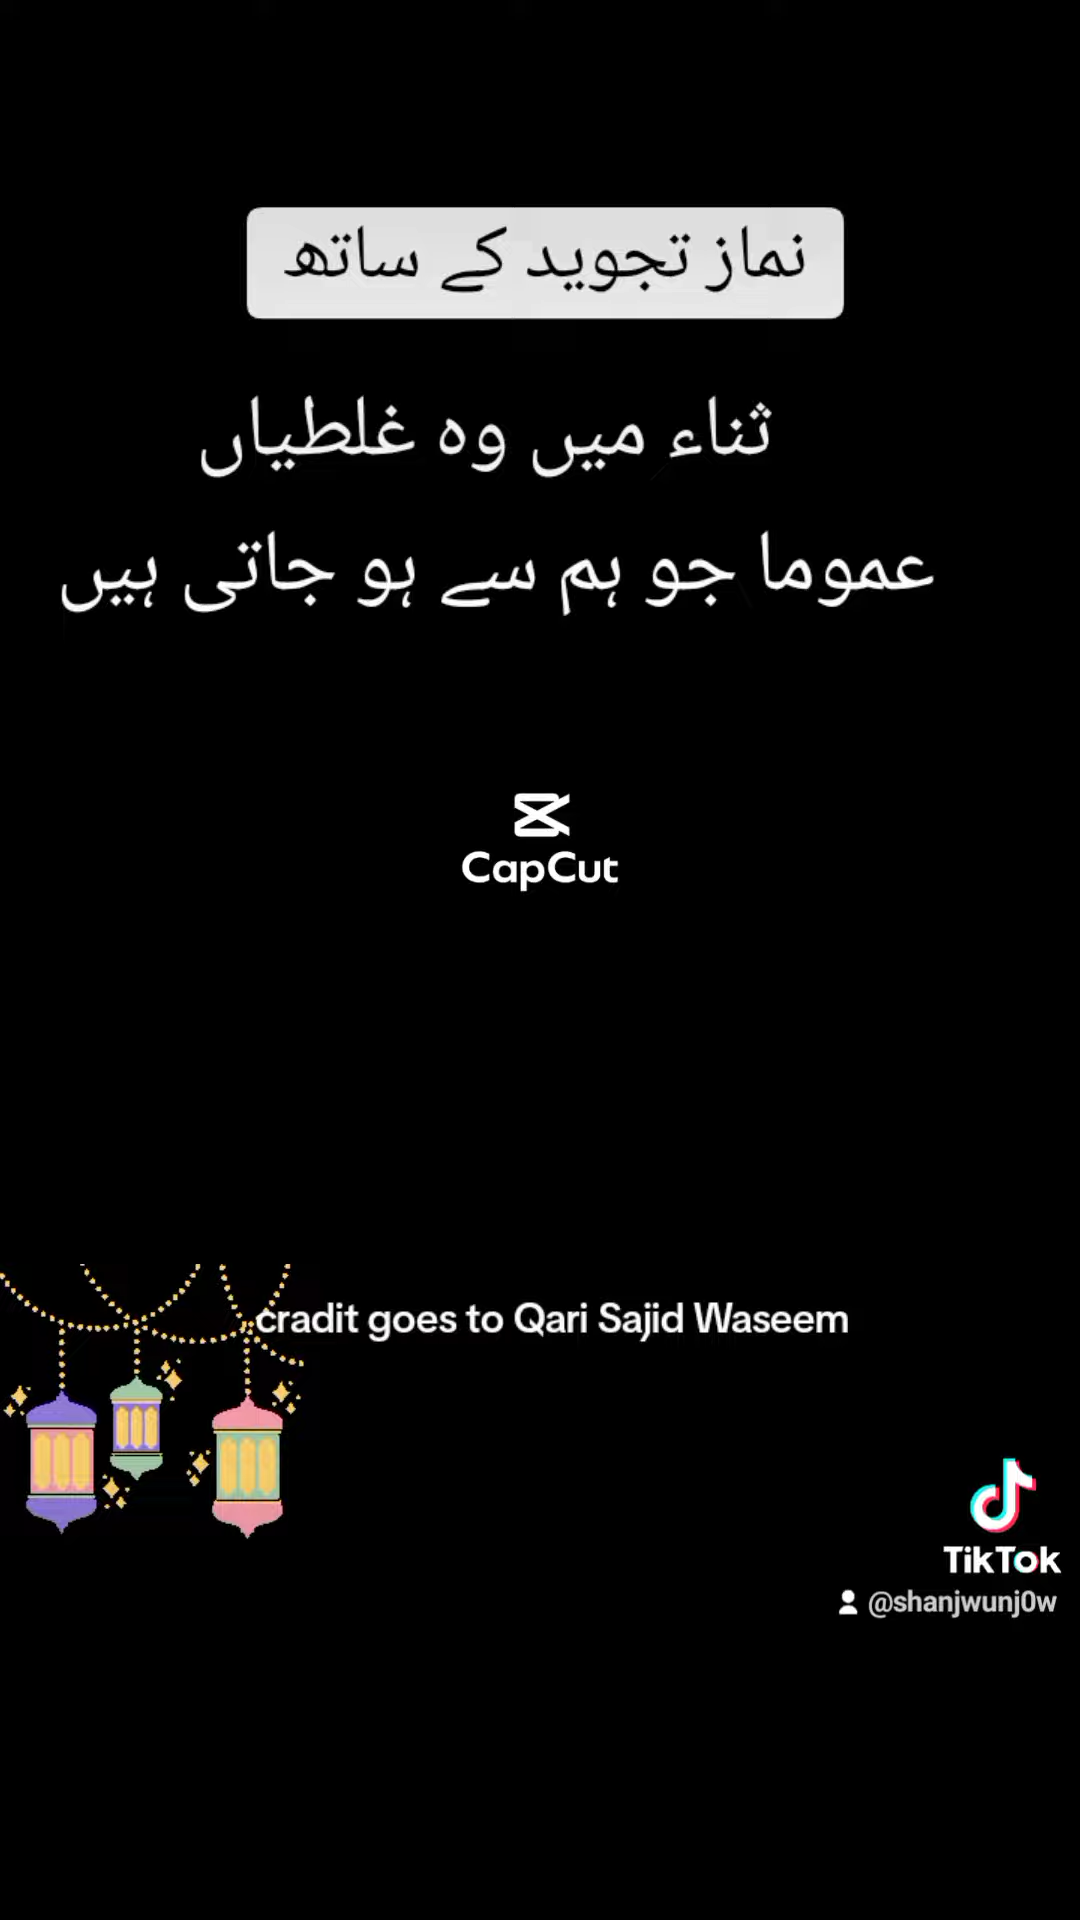 نماز تجوید کے ساتھ
ثناء میں وہ غلطیاں
عموما جو ہم سے ہو جاتی ہیں
CapCut
cradit goes to Qari Sajid Waseem
TikTok
@shanjwunj0w